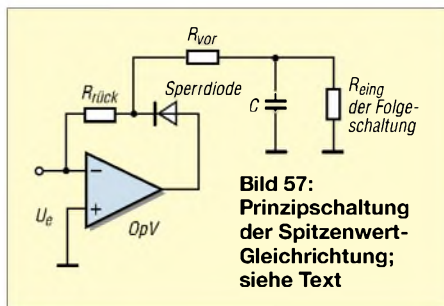 R_vor
R_rück
Sperrdiode
C
R_eing
der Folge-
schaltung
−
+
U_e
OpV
Bild 57:
Prinzipschaltung
der Spitzenwert-
Gleichrichtung;
siehe Text